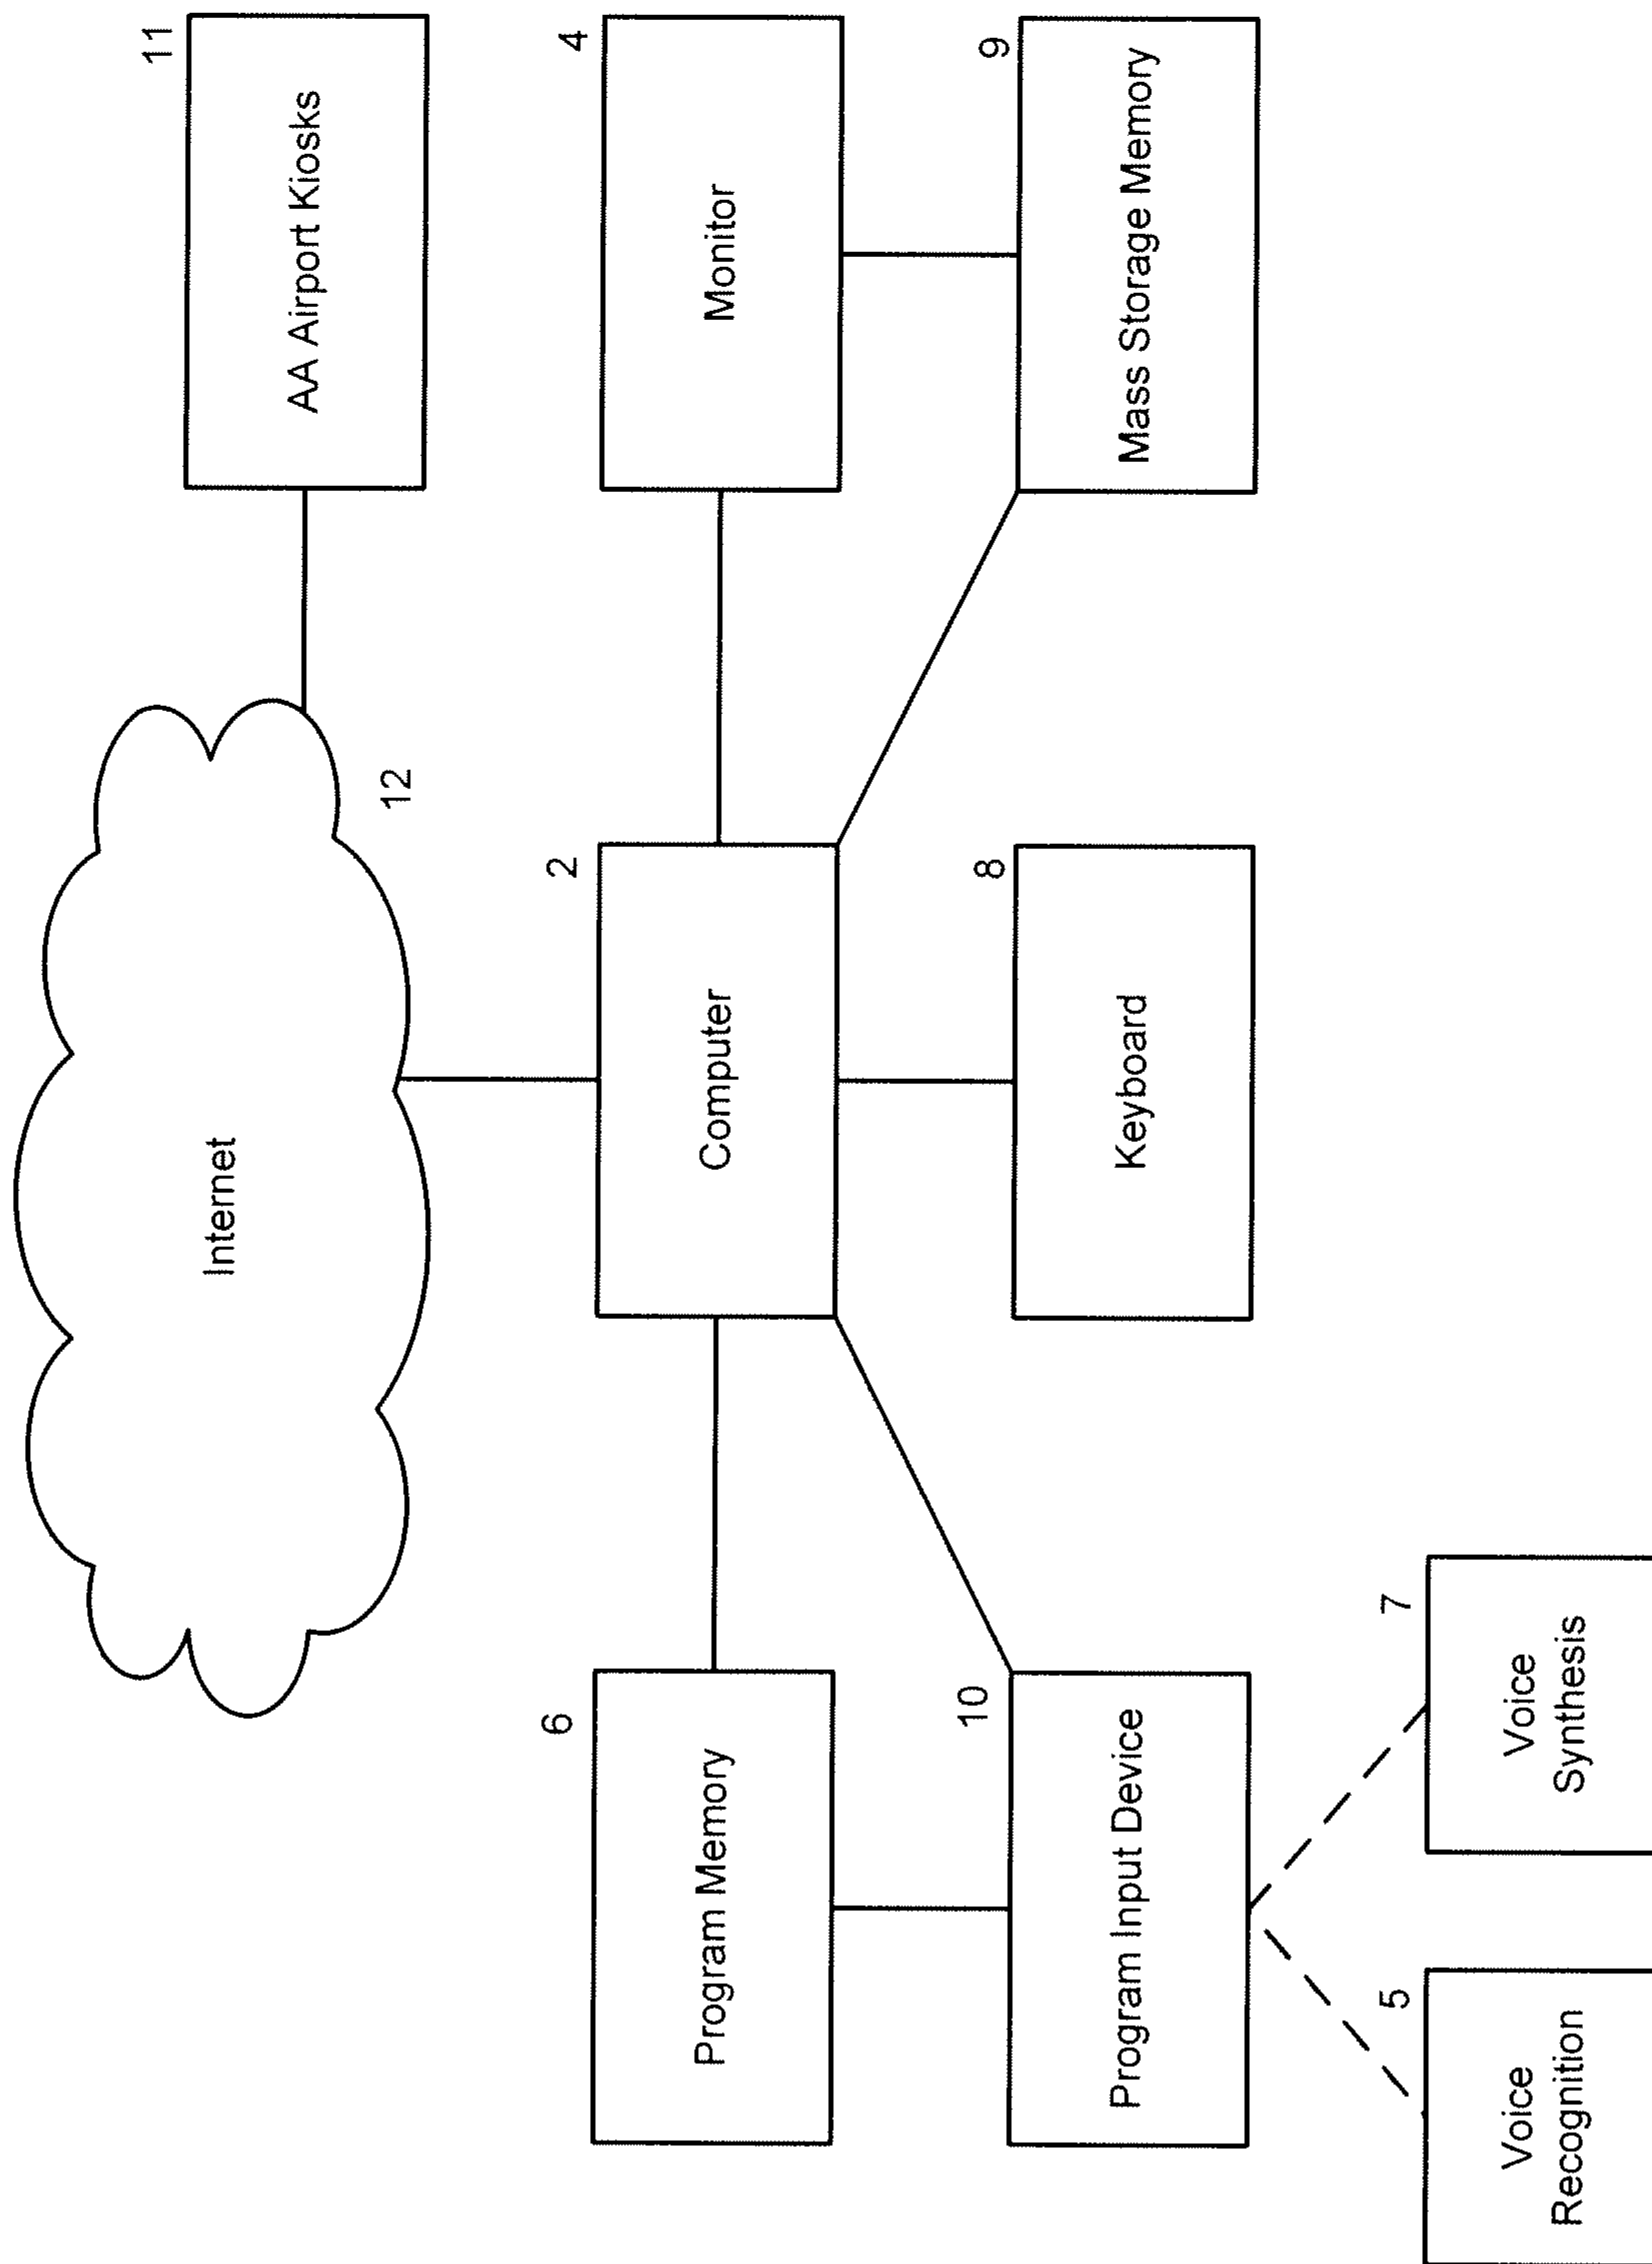 Internet
12
11
AA Airport Kiosks
6
Program Memory
2
Computer
4
Monitor
10
Program Input Device
8
Keyboard
9
Mass Storage Memory
5
Voice
Recognition
7
Voice
Synthesis